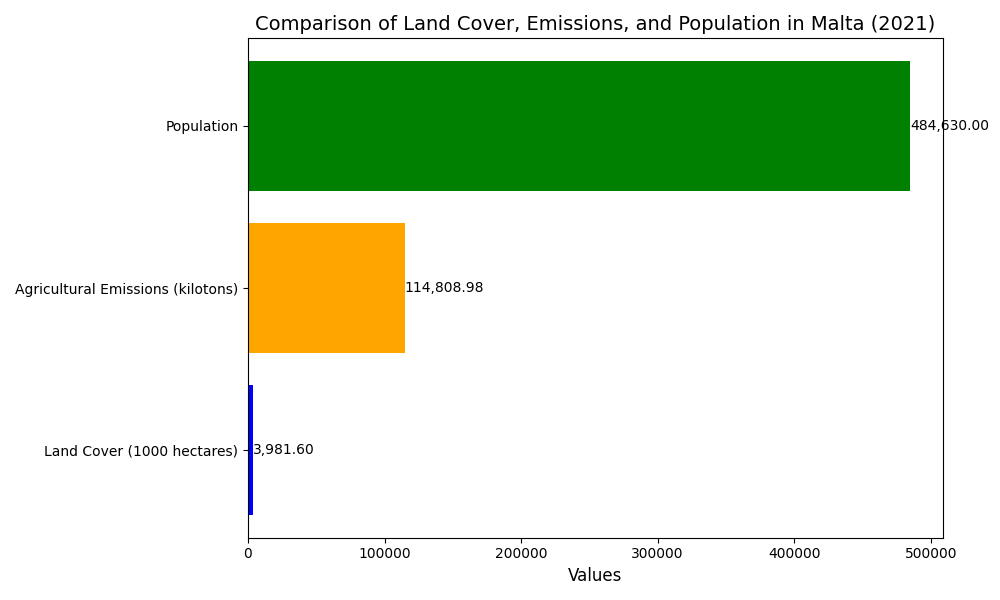 Comparison of Land Cover, Emissions, and Population in Malta (2021)
Population
484,630.00
Agricultural Emissions (kilotons)
114,808.98
Land Cover (1000 hectares)
3,981.60
0
100000
200000
300000
400000
500000
Values